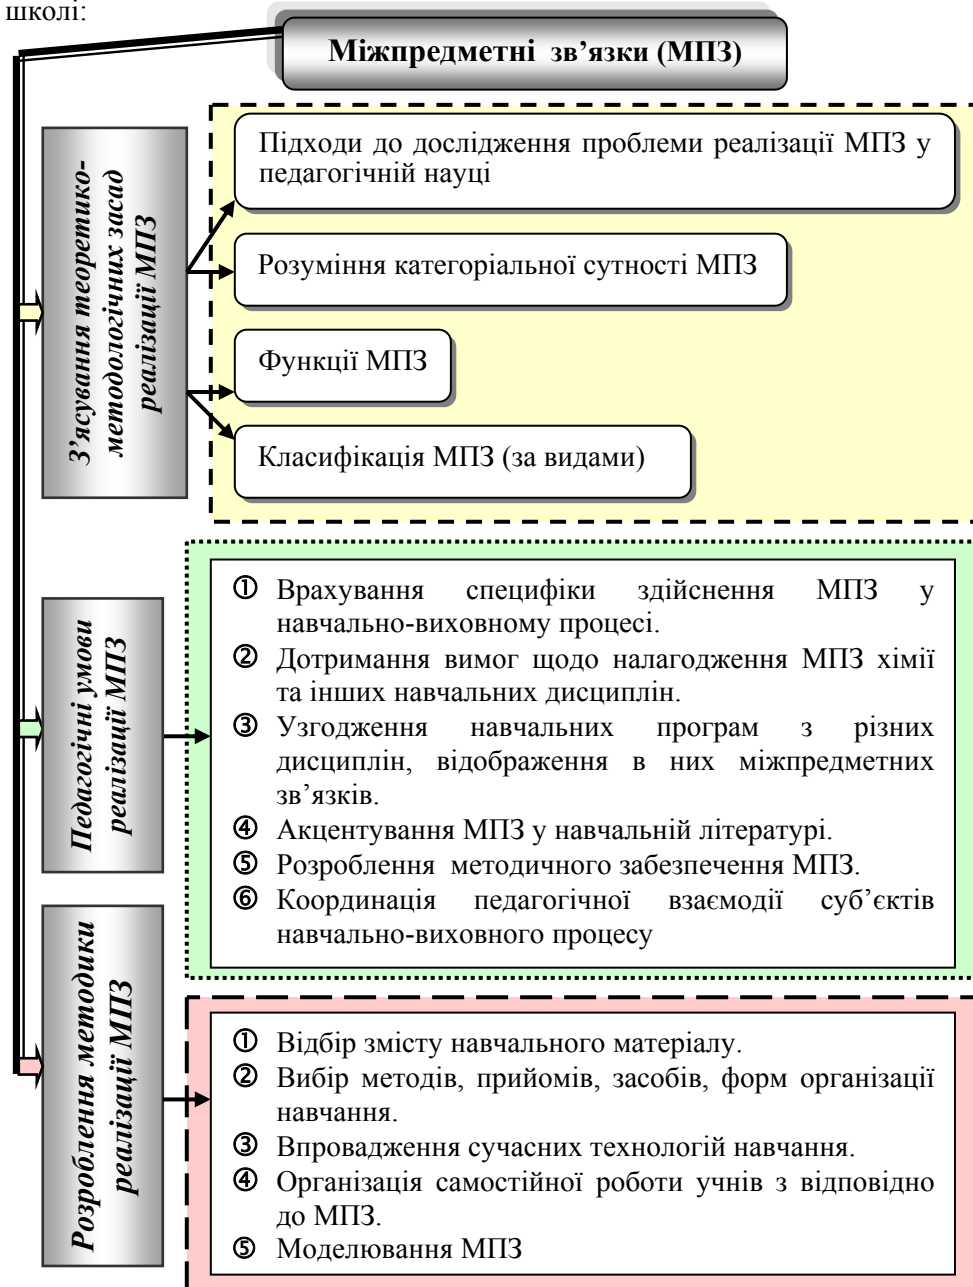 школі:
Міжпредметні зв’язки (МПЗ)
З’ясування теоретико-
методологічних засад
реалізації МПЗ
Підходи до дослідження проблеми реалізації МПЗ у
педагогічній науці
Розуміння категоріальної сутності МПЗ
Функції МПЗ
Класифікація МПЗ (за видами)
Педагогічні умови
реалізації МПЗ
① Врахування специфіки здійснення МПЗ у
навчально-виховному процесі.
② Дотримання вимог щодо налагодження МПЗ хімії
та інших навчальних дисциплін.
③ Узгодження навчальних програм з різних
дисциплін, відображення в них міжпредметних
зв’язків.
④ Акцентування МПЗ у навчальній літературі.
⑤ Розроблення методичного забезпечення МПЗ.
⑥ Координація педагогічної взаємодії суб’єктів
навчально-виховного процесу
Розроблення методики
реалізації МПЗ
① Відбір змісту навчального матеріалу.
② Вибір методів, прийомів, засобів, форм організації
навчання.
③ Впровадження сучасних технологій навчання.
④ Організація самостійної роботи учнів з відповідно
до МПЗ.
⑤ Моделювання МПЗ